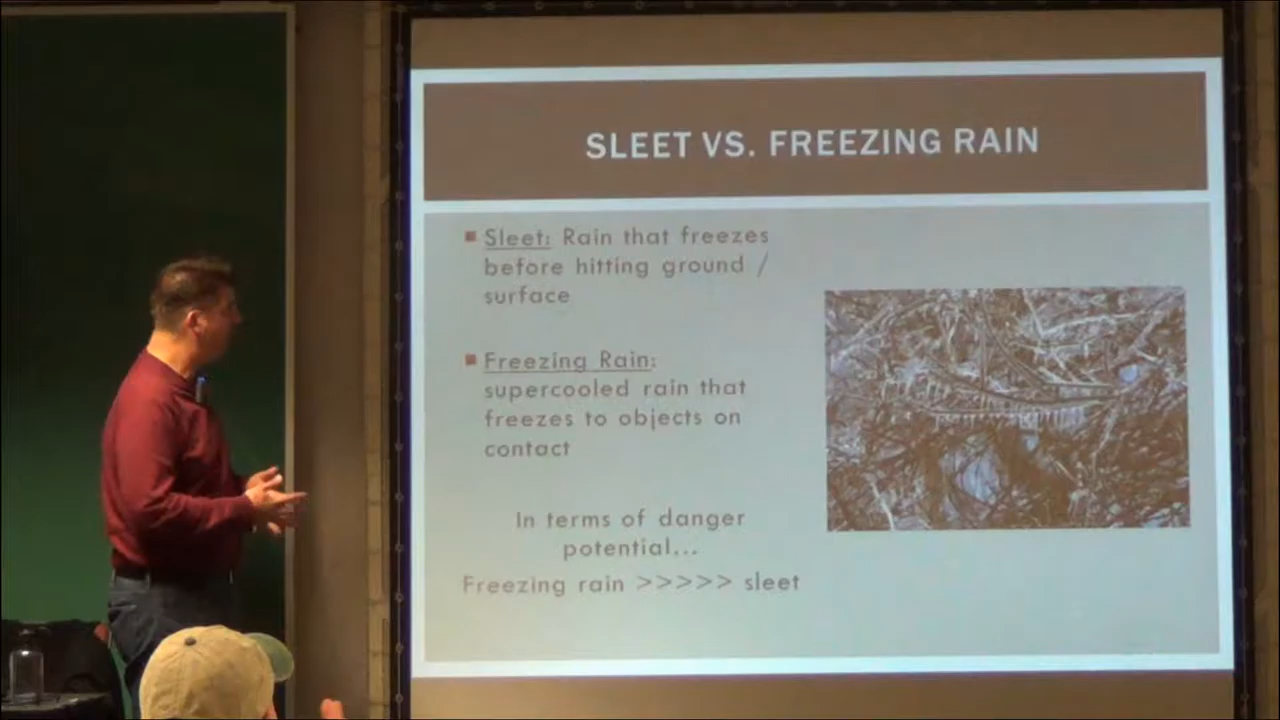 SLEET VS. FREEZING RAIN
Sleet: Rain that freezes
before hitting ground /
surface
Freezing Rain:
supercooled rain that
freezes to objects on
contact
In terms of danger
potential...
Freezing rain >>>>> sleet